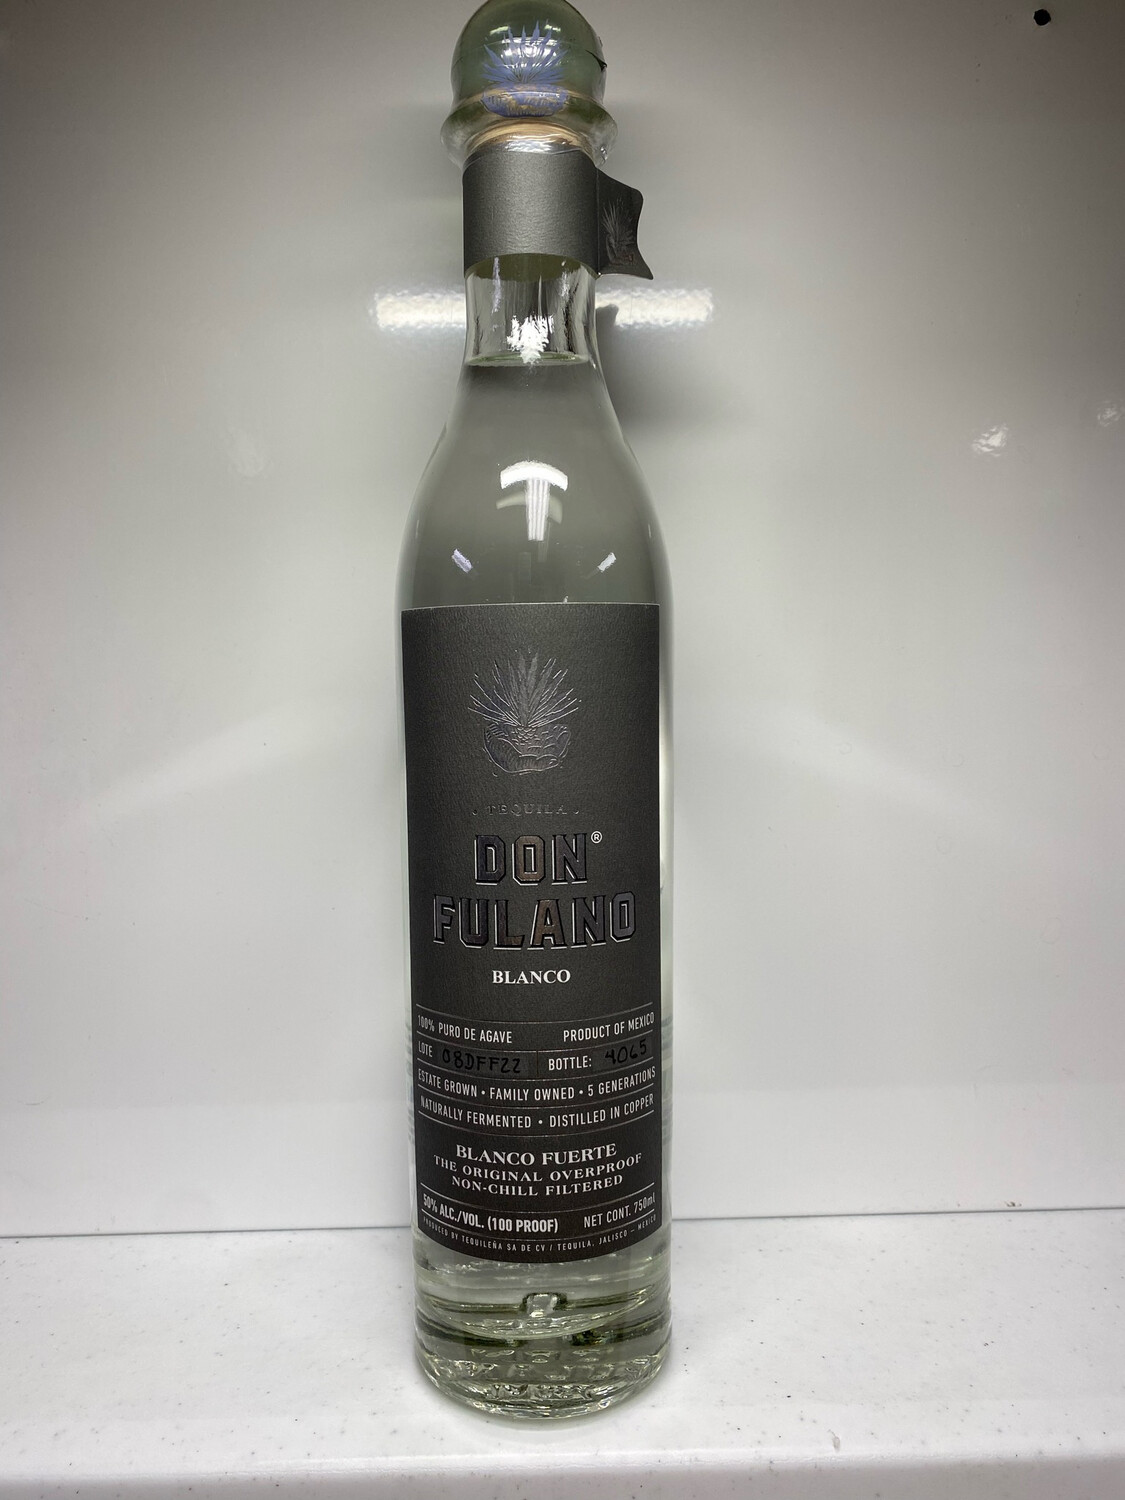 TEQUILA
DON®
FULANO
BLANCO
100% PURO DE AGAVE PRODUCT OF MEXICO
LOTE 08DFF22 BOTTLE: 4065
ESTATE GROWN • FAMILY OWNED • 5 GENERATIONS
NATURALLY FERMENTED • DISTILLED IN COPPER
BLANCO FUERTE
THE ORIGINAL OVERPROOF
NON-CHILL FILTERED
50% ALC./VOL. (100 PROOF) NET CONT. 750ml
PRODUCED BY TEQUILEÑA SA DE CV / TEQUILA, JALISCO — MEXICO